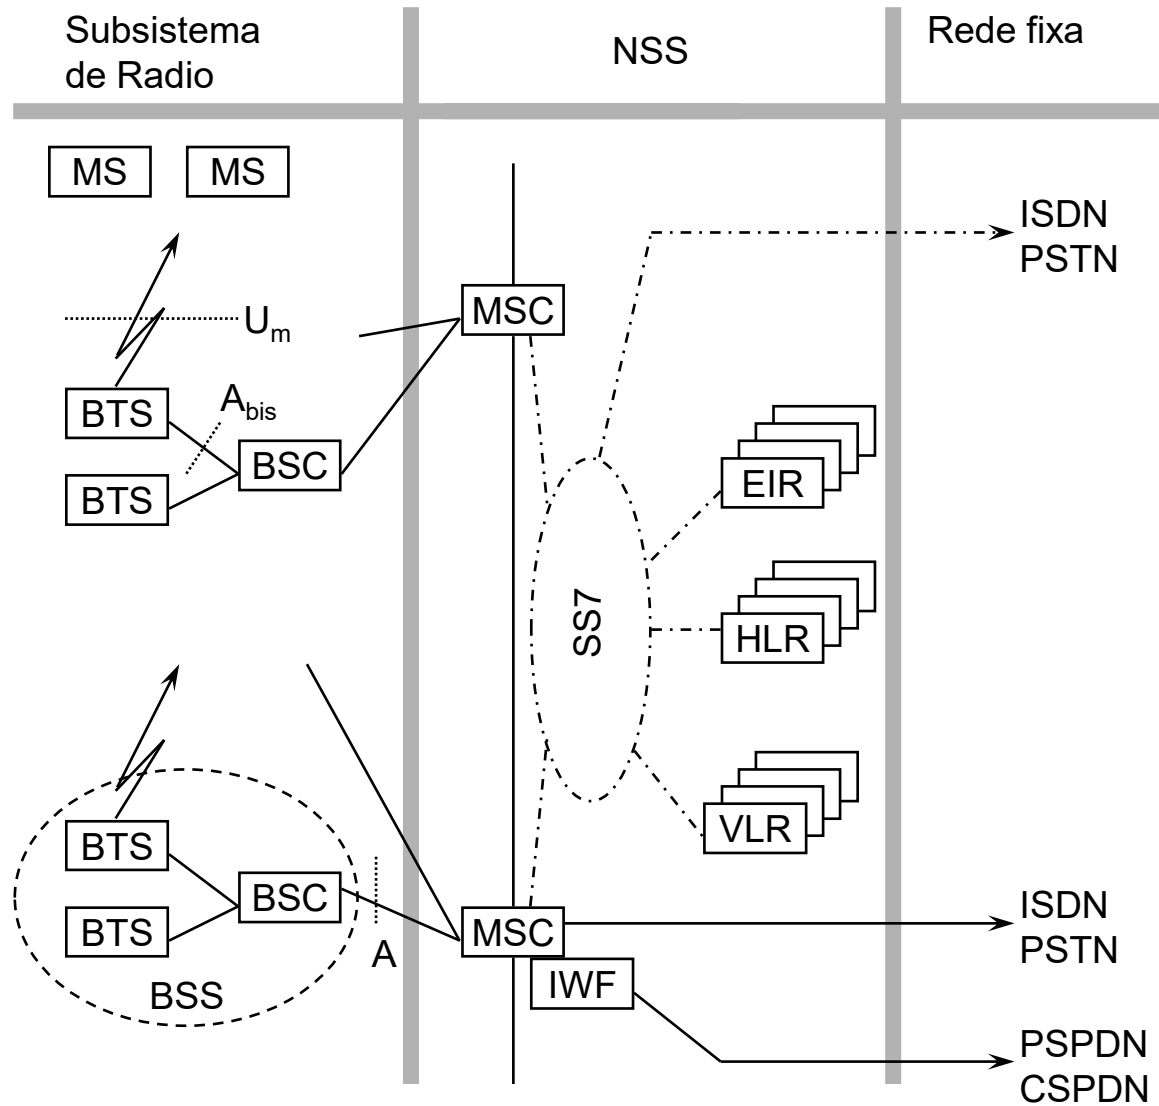 Subsistema
de Radio
NSS
Rede fixa
MS
MS
ISDN
PSTN
MSC
Um
Abis
BTS
BSC
BTS
EIR
SS7
HLR
VLR
BTS
BSC
BTS
A
BSS
MSC
IWF
ISDN
PSTN
PSPDN
CSPDN